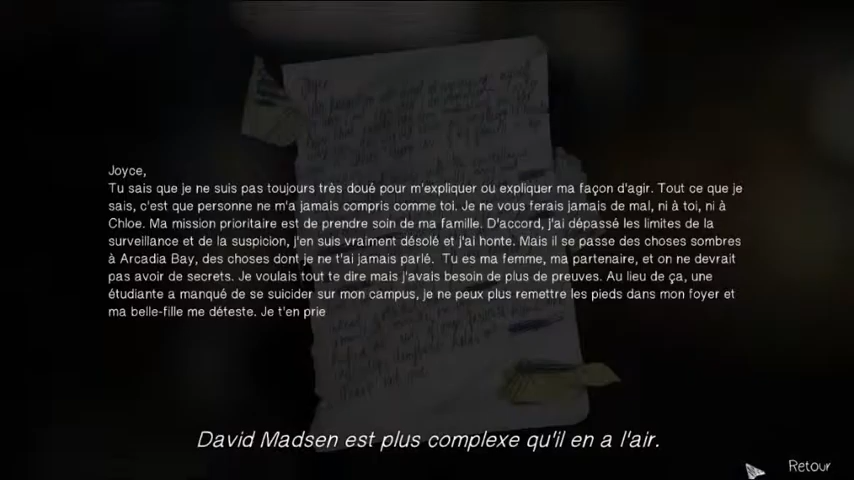 Joyce,
Tu sais que je ne suis pas toujours très doué pour m'expliquer ou expliquer ma façon d'agir. Tout ce que je
sais, c'est que personne ne m'a jamais compris comme toi. Je ne vous ferais jamais de mal, ni à toi, ni à
Chloe. Ma mission prioritaire est de prendre soin de ma famille. D'accord, j'ai dépassé les limites de la
surveillance et de la suspicion, j'en suis vraiment désolé et j'ai honte. Mais il se passe des choses sombres
à Arcadia Bay, des choses dont je ne t'ai jamais parlé. Tu es ma femme, ma partenaire, et on ne devrait
pas avoir de secrets. Je voulais tout te dire mais j'avais besoin de plus de preuves. Au lieu de ça, une
étudiante a manqué de se suicider sur mon campus, je ne peux plus remettre les pieds dans mon foyer et
ma belle-fille me déteste. Je t'en prie
David Madsen est plus complexe qu'il en a l'air.
Retour